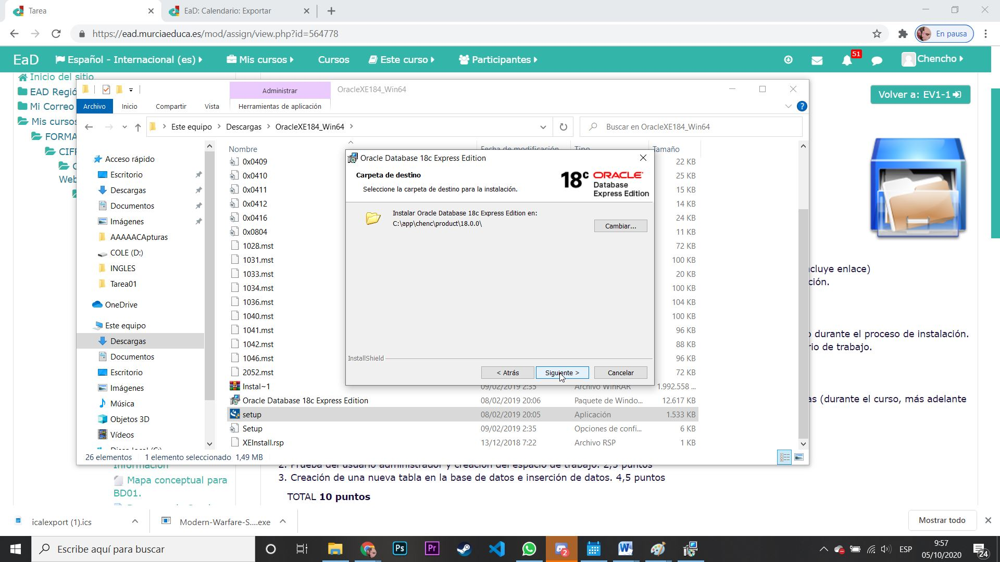 Tarea
EaD: Calendario: Exportar
https://ead.murciaeduca.es/mod/assign/view.php?id=564778
En pausa
EaD
Español - Internacional (es)
Mis cursos
Cursos
Este curso
Participantes
51
Chencho
Inicio del sitio
EAD Regió
Mi Correo
Mis cursos
FORMA
CIF
Web
Volver a: EV1-1
Administrar
OracleXE184_Win64
Archivo
Inicio
Compartir
Vista
Herramientas de aplicación
Este equipo
Descargas
OracleXE184_Win64
Buscar en OracleXE184_Win64
Acceso rápido
Escritorio
Descargas
Documentos
Imágenes
AAAAACApturas
COLE (D:)
INGLES
Tarea01
OneDrive
Este equipo
Descargas
Documentos
Escritorio
Imágenes
Música
Objetos 3D
Vídeos
Disco local (C:)
Nombre
Fecha de modificación
Tipo
Tamaño
0x0409 22 KB
0x0410 25 KB
0x0411 15 KB
0x0412 14 KB
0x0416 24 KB
0x0804 11 KB
1028.mst 72 KB
1031.mst 100 KB
1033.mst 20 KB
1034.mst 100 KB
1036.mst 104 KB
1040.mst 100 KB
1041.mst 96 KB
1042.mst 88 KB
1046.mst 96 KB
2052.mst 72 KB
Instal~1 09/02/2019 2:35 Archivo WinRAR 1.992.558 ...
Oracle Database 18c Express Edition 08/02/2019 20:06 Paquete de Windo... 12.617 KB
setup 08/02/2019 20:05 Aplicación 1.533 KB
Setup 09/02/2019 2:35 Opciones de confi... 6 KB
XEInstall.rsp 13/12/2018 7:22 Archivo RSP 1 KB
26 elementos 1 elemento seleccionado 1,49 MB
Oracle Database 18c Express Edition
Carpeta de destino
Seleccione la carpeta de destino para la instalación.
18c ORACLE
Database
Express Edition
Instalar Oracle Database 18c Express Edition en:
C:\app\chenc\product\18.0.0\
Cambiar...
InstallShield
< Atrás
Siguiente >
Cancelar
cluye enlace)
ción.
o durante el proceso de instalación.
rio de trabajo.
as (durante el curso, más adelante
Información
Mapa conceptual para
BD01.
2. Prueba del usuario administrador y creación del espacio de trabajo. 2,5 puntos
3. Creación de una nueva tabla en la base de datos e inserción de datos. 4,5 puntos
TOTAL 10 puntos
icalexport (1).ics
Modern-Warfare-S....exe
Mostrar todo
Escribe aquí para buscar
Ps
Pr
2
ESP
9:57
05/10/2020
24